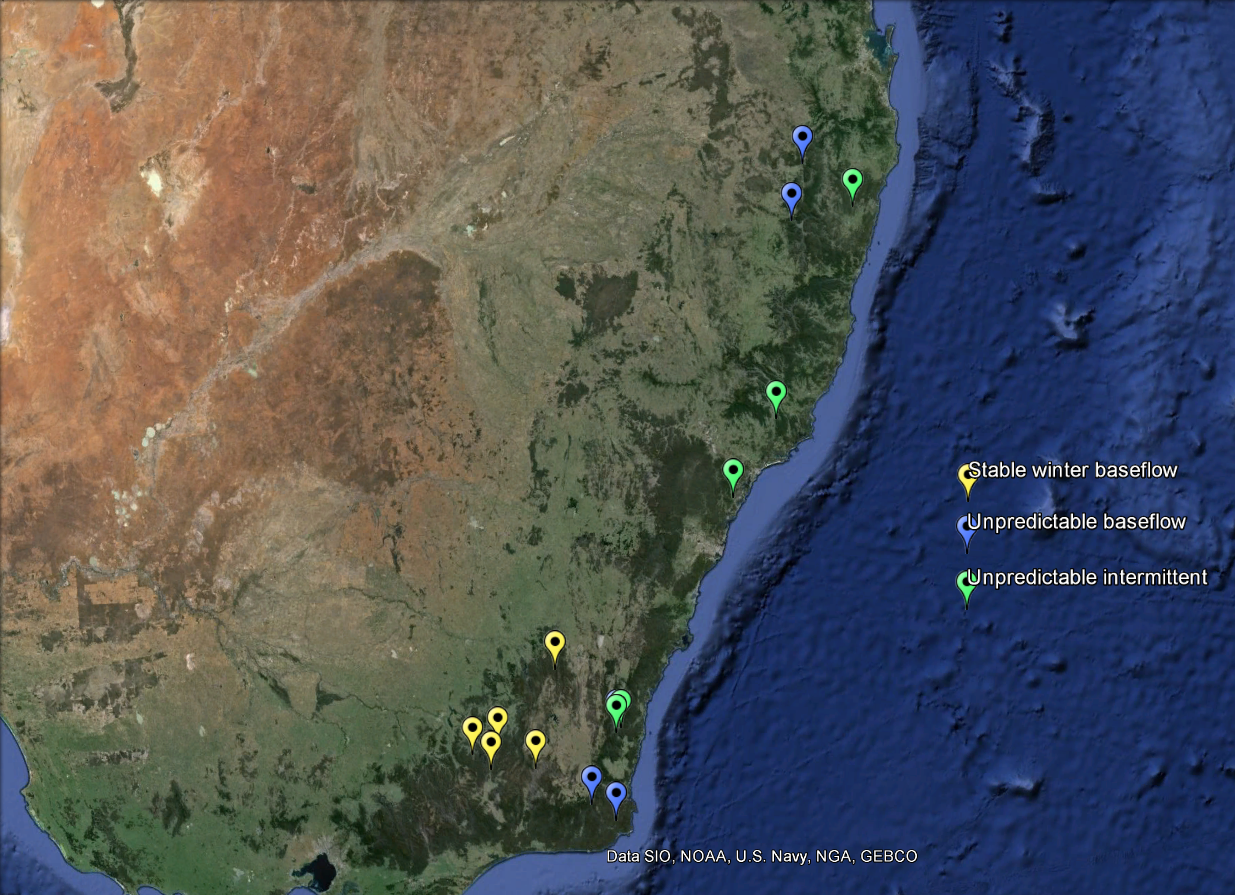 Stable winter baseflow
Unpredictable baseflow
Unpredictable intermittent
Data SIO, NOAA, U.S. Navy, NGA, GEBCO